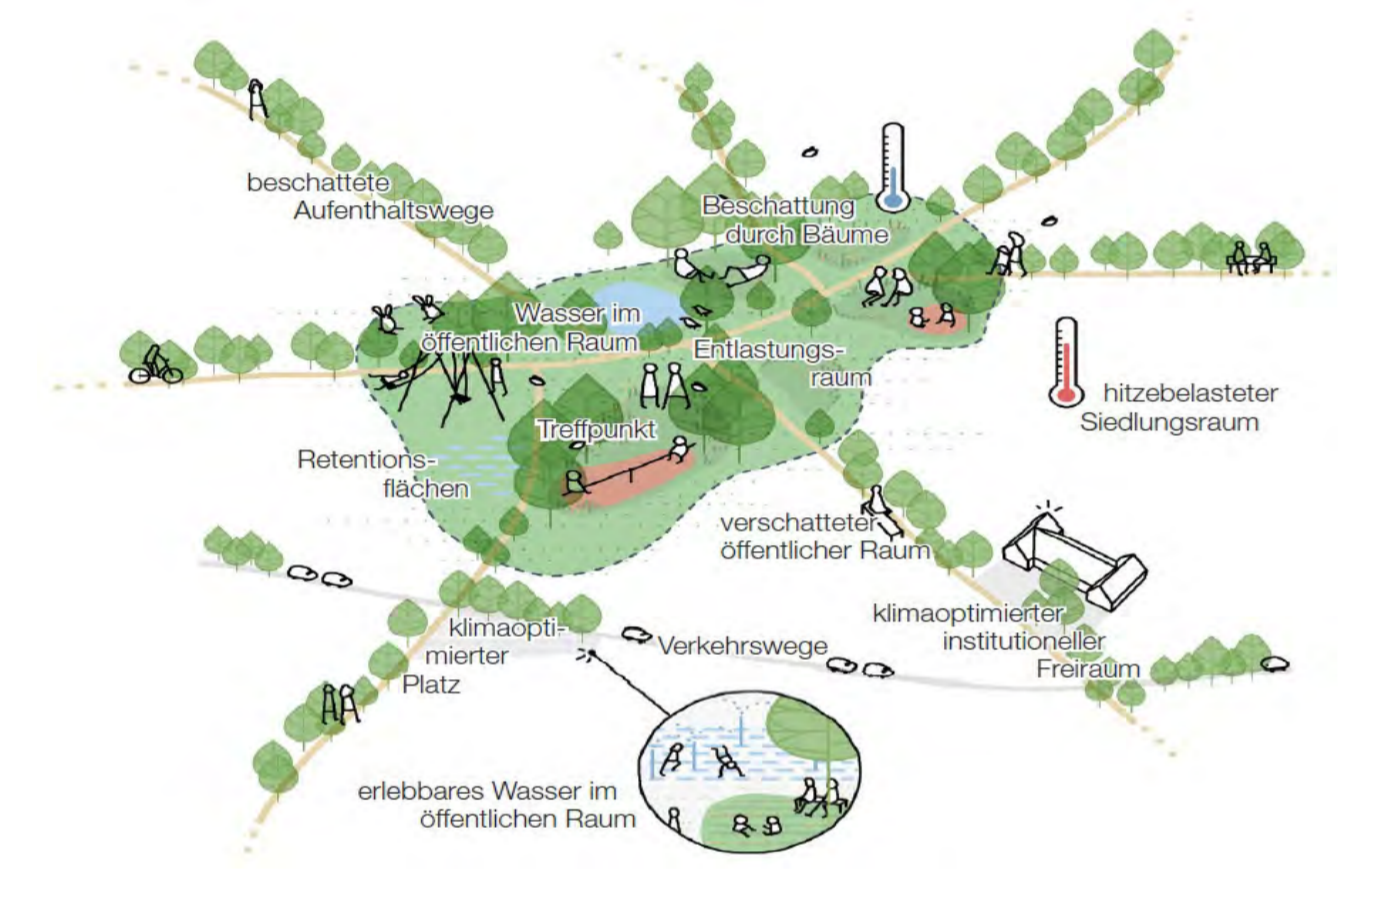 beschattete
Aufenthaltswege
Beschattung
durch Bäume
Wasser im
öffentlichen Raum
Entlastungs-
raum
hitzebelasteter
Siedlungsraum
Treffpunkt
Retentions-
flächen
verschatteter
öffentlicher Raum
klimaoptimierter
institutioneller
Freiraum
klimaopti-
mierter
Platz
Verkehrswege
erlebbares Wasser im
öffentlichen Raum